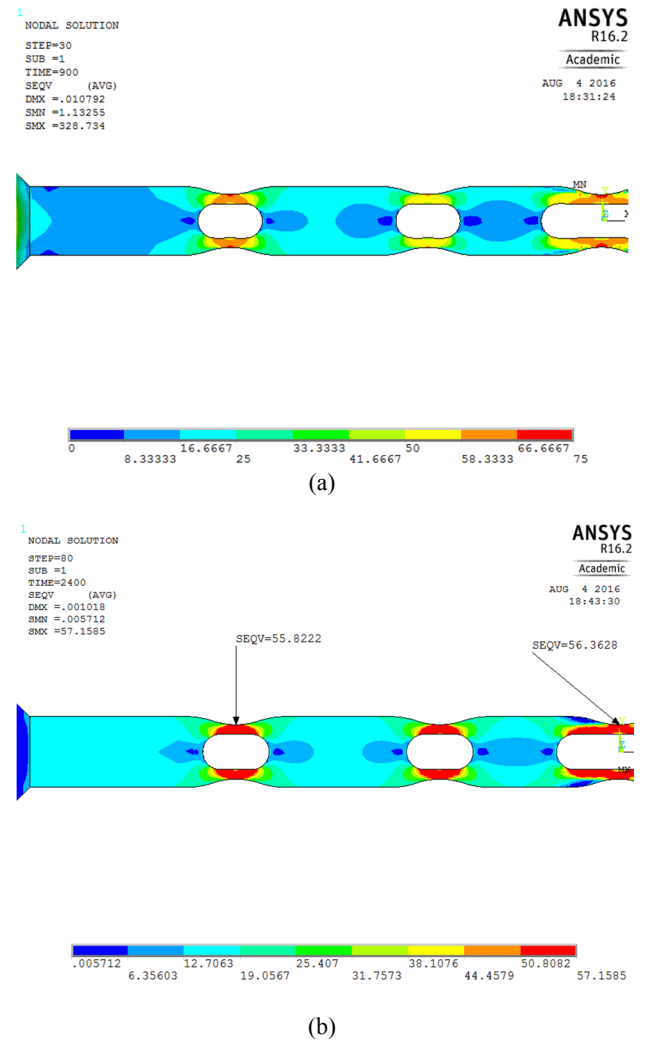 1
NODAL SOLUTION
STEP=30
SUB =1
TIME=900
SEQV (AVG)
DMX =.010792
SMN =1.13255
SMX =328.734
ANSYS
R16.2
Academic
AUG 4 2016
18:31:24
MN
Y
Z
X
0 16.6667 33.3333 50 66.6667
8.33333 25 41.6667 58.3333 75
(a)
1
NODAL SOLUTION
STEP=80
SUB =1
TIME=2400
SEQV (AVG)
DMX =.001018
SMN =.005712
SMX =57.1585
ANSYS
R16.2
Academic
AUG 4 2016
18:43:30
SEQV=55.8222
SEQV=56.3628
Y
Z
MX
.005712 12.7063 25.407 38.1076 50.8082
6.35603 19.0567 31.7573 44.4579 57.1585
(b)